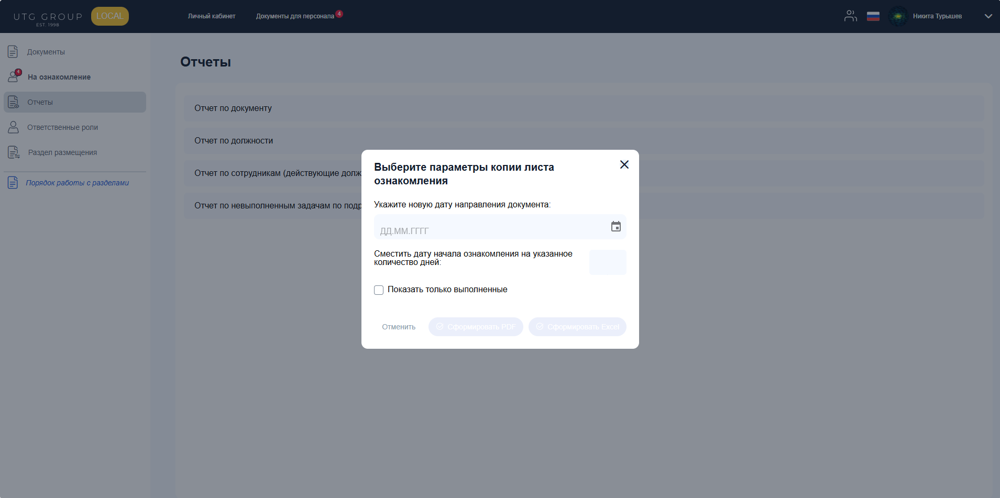 UTG GROUP
EST. 1998
LOCAL
Личный кабинет
Документы для персонала
4
Никита Турышев
Документы
4
На ознакомление
Отчеты
Ответственные роли
Раздел размещения
Порядок работы с разделами
Отчеты
Отчет по документу
Отчет по должности
Отчет по сотрудникам (действующие долж
Отчет по невыполненным задачам по подр
Выберите параметры копии листа
ознакомления
Укажите новую дату направления документа:
ДД.ММ.ГГГГ
Сместить дату начала ознакомления на указанное
количество дней:
Показать только выполненные
Отменить
Сформировать PDF
Сформировать Excel